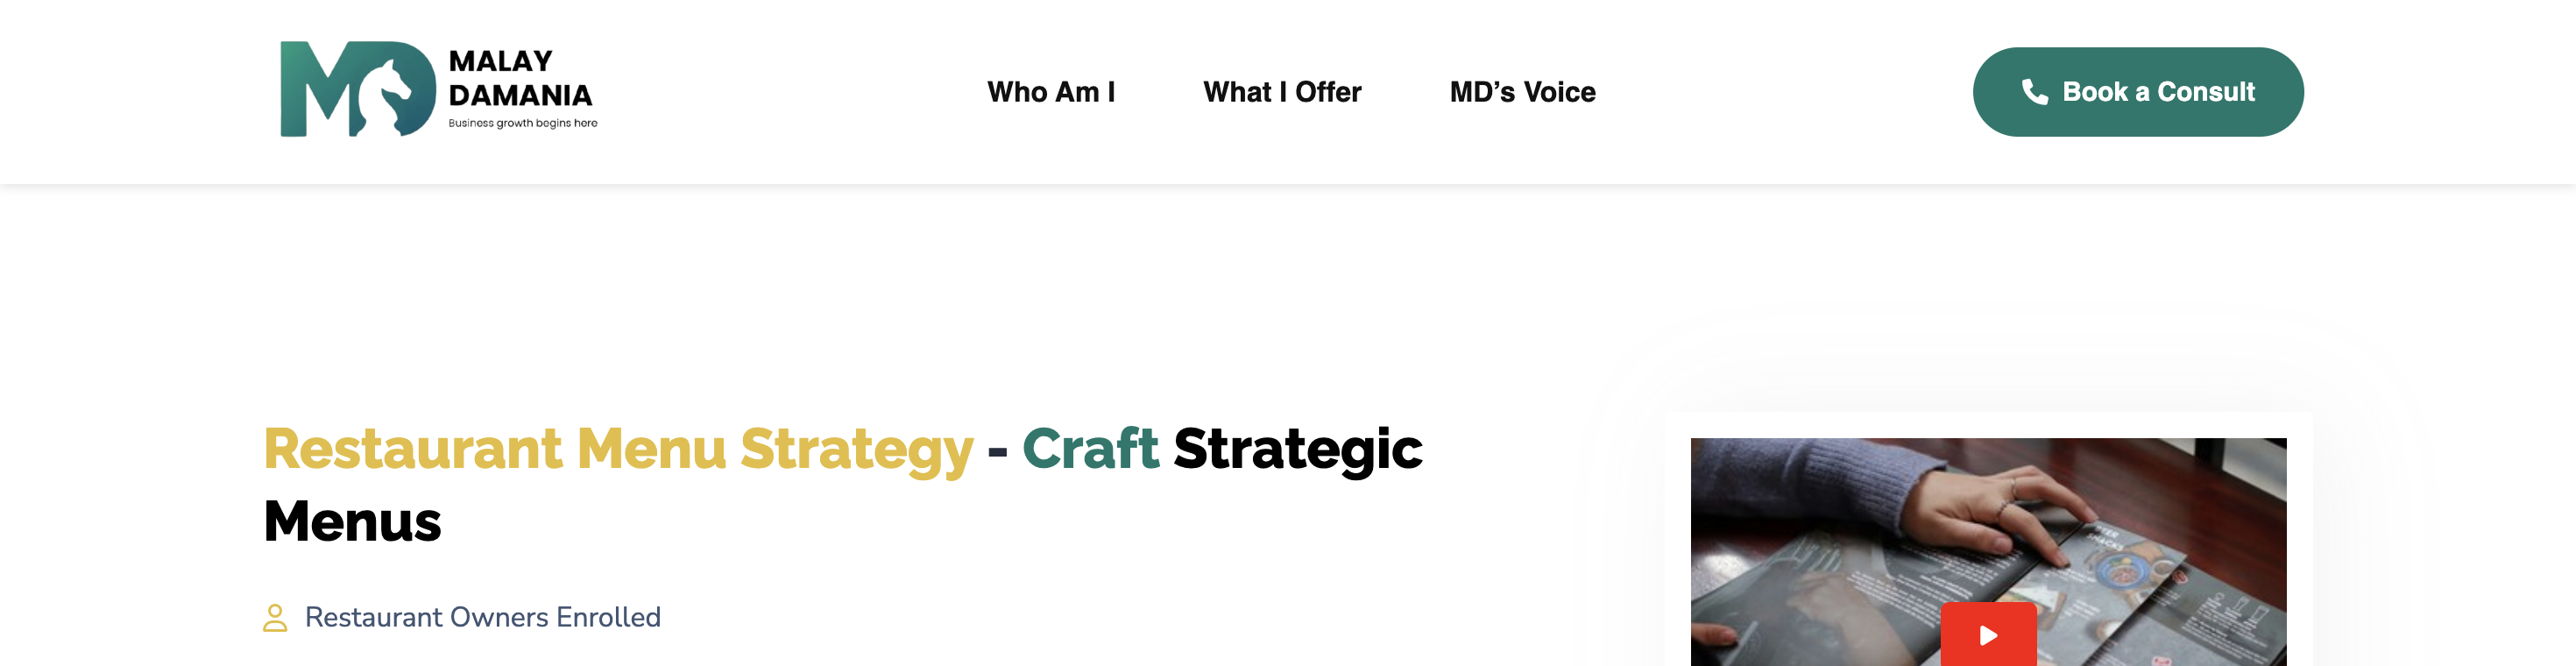 MALAY
DAMANIA
Business growth begins here
Who Am I
What I Offer
MD’s Voice
Book a Consult
Restaurant Menu Strategy - Craft Strategic
Menus
Restaurant Owners Enrolled